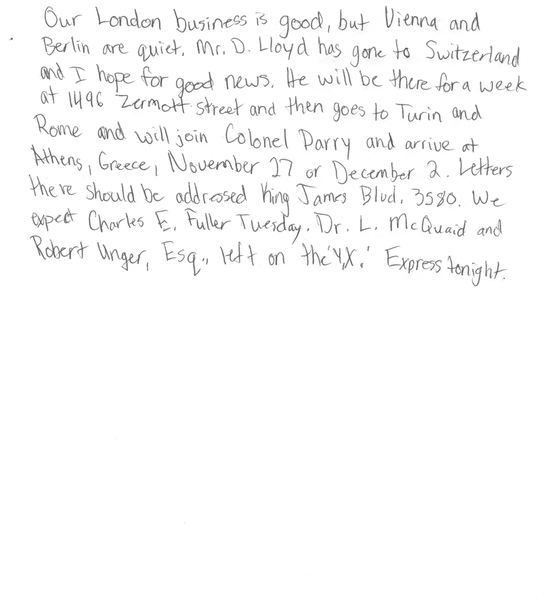 Our London business is good, but Vienna and
Berlin are quiet. Mr. D. Lloyd has gone to Switzerland
and I hope for good news. He will be there for a week
at 1496 Zermott street and then goes to Turin and
Rome and will join Colonel Parry and arrive at
Athens, Greece, November 27 or December 2. Letters
there should be addressed King James Blvd. 3580. We
expect Charles E. Fuller Tuesday. Dr. L. McQuaid and
Robert Unger, Esq., left on the 'Y.X.' Express tonight.